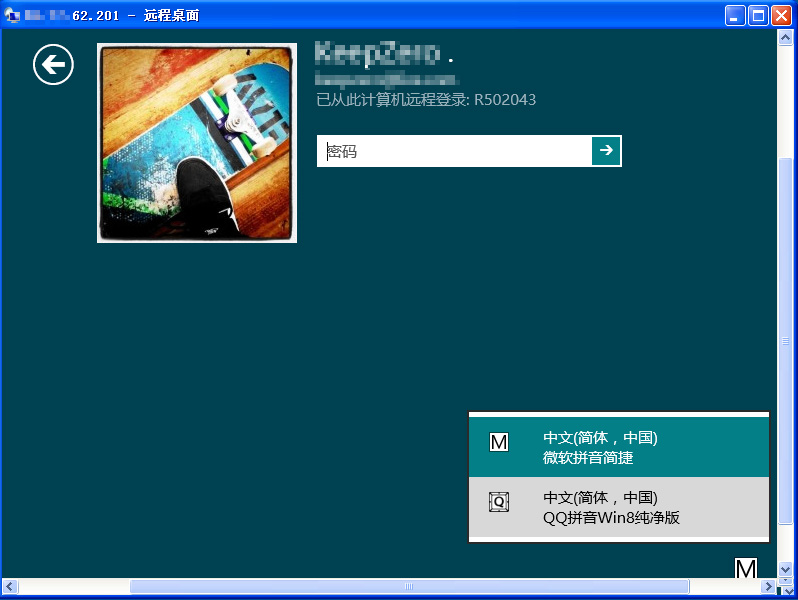 62.201 - 远程桌面
KeepZero .
已从此计算机远程登录: R502043
密码
M
中文(简体，中国)
微软拼音简捷
Q
中文(简体，中国)
QQ拼音Win8纯净版
M